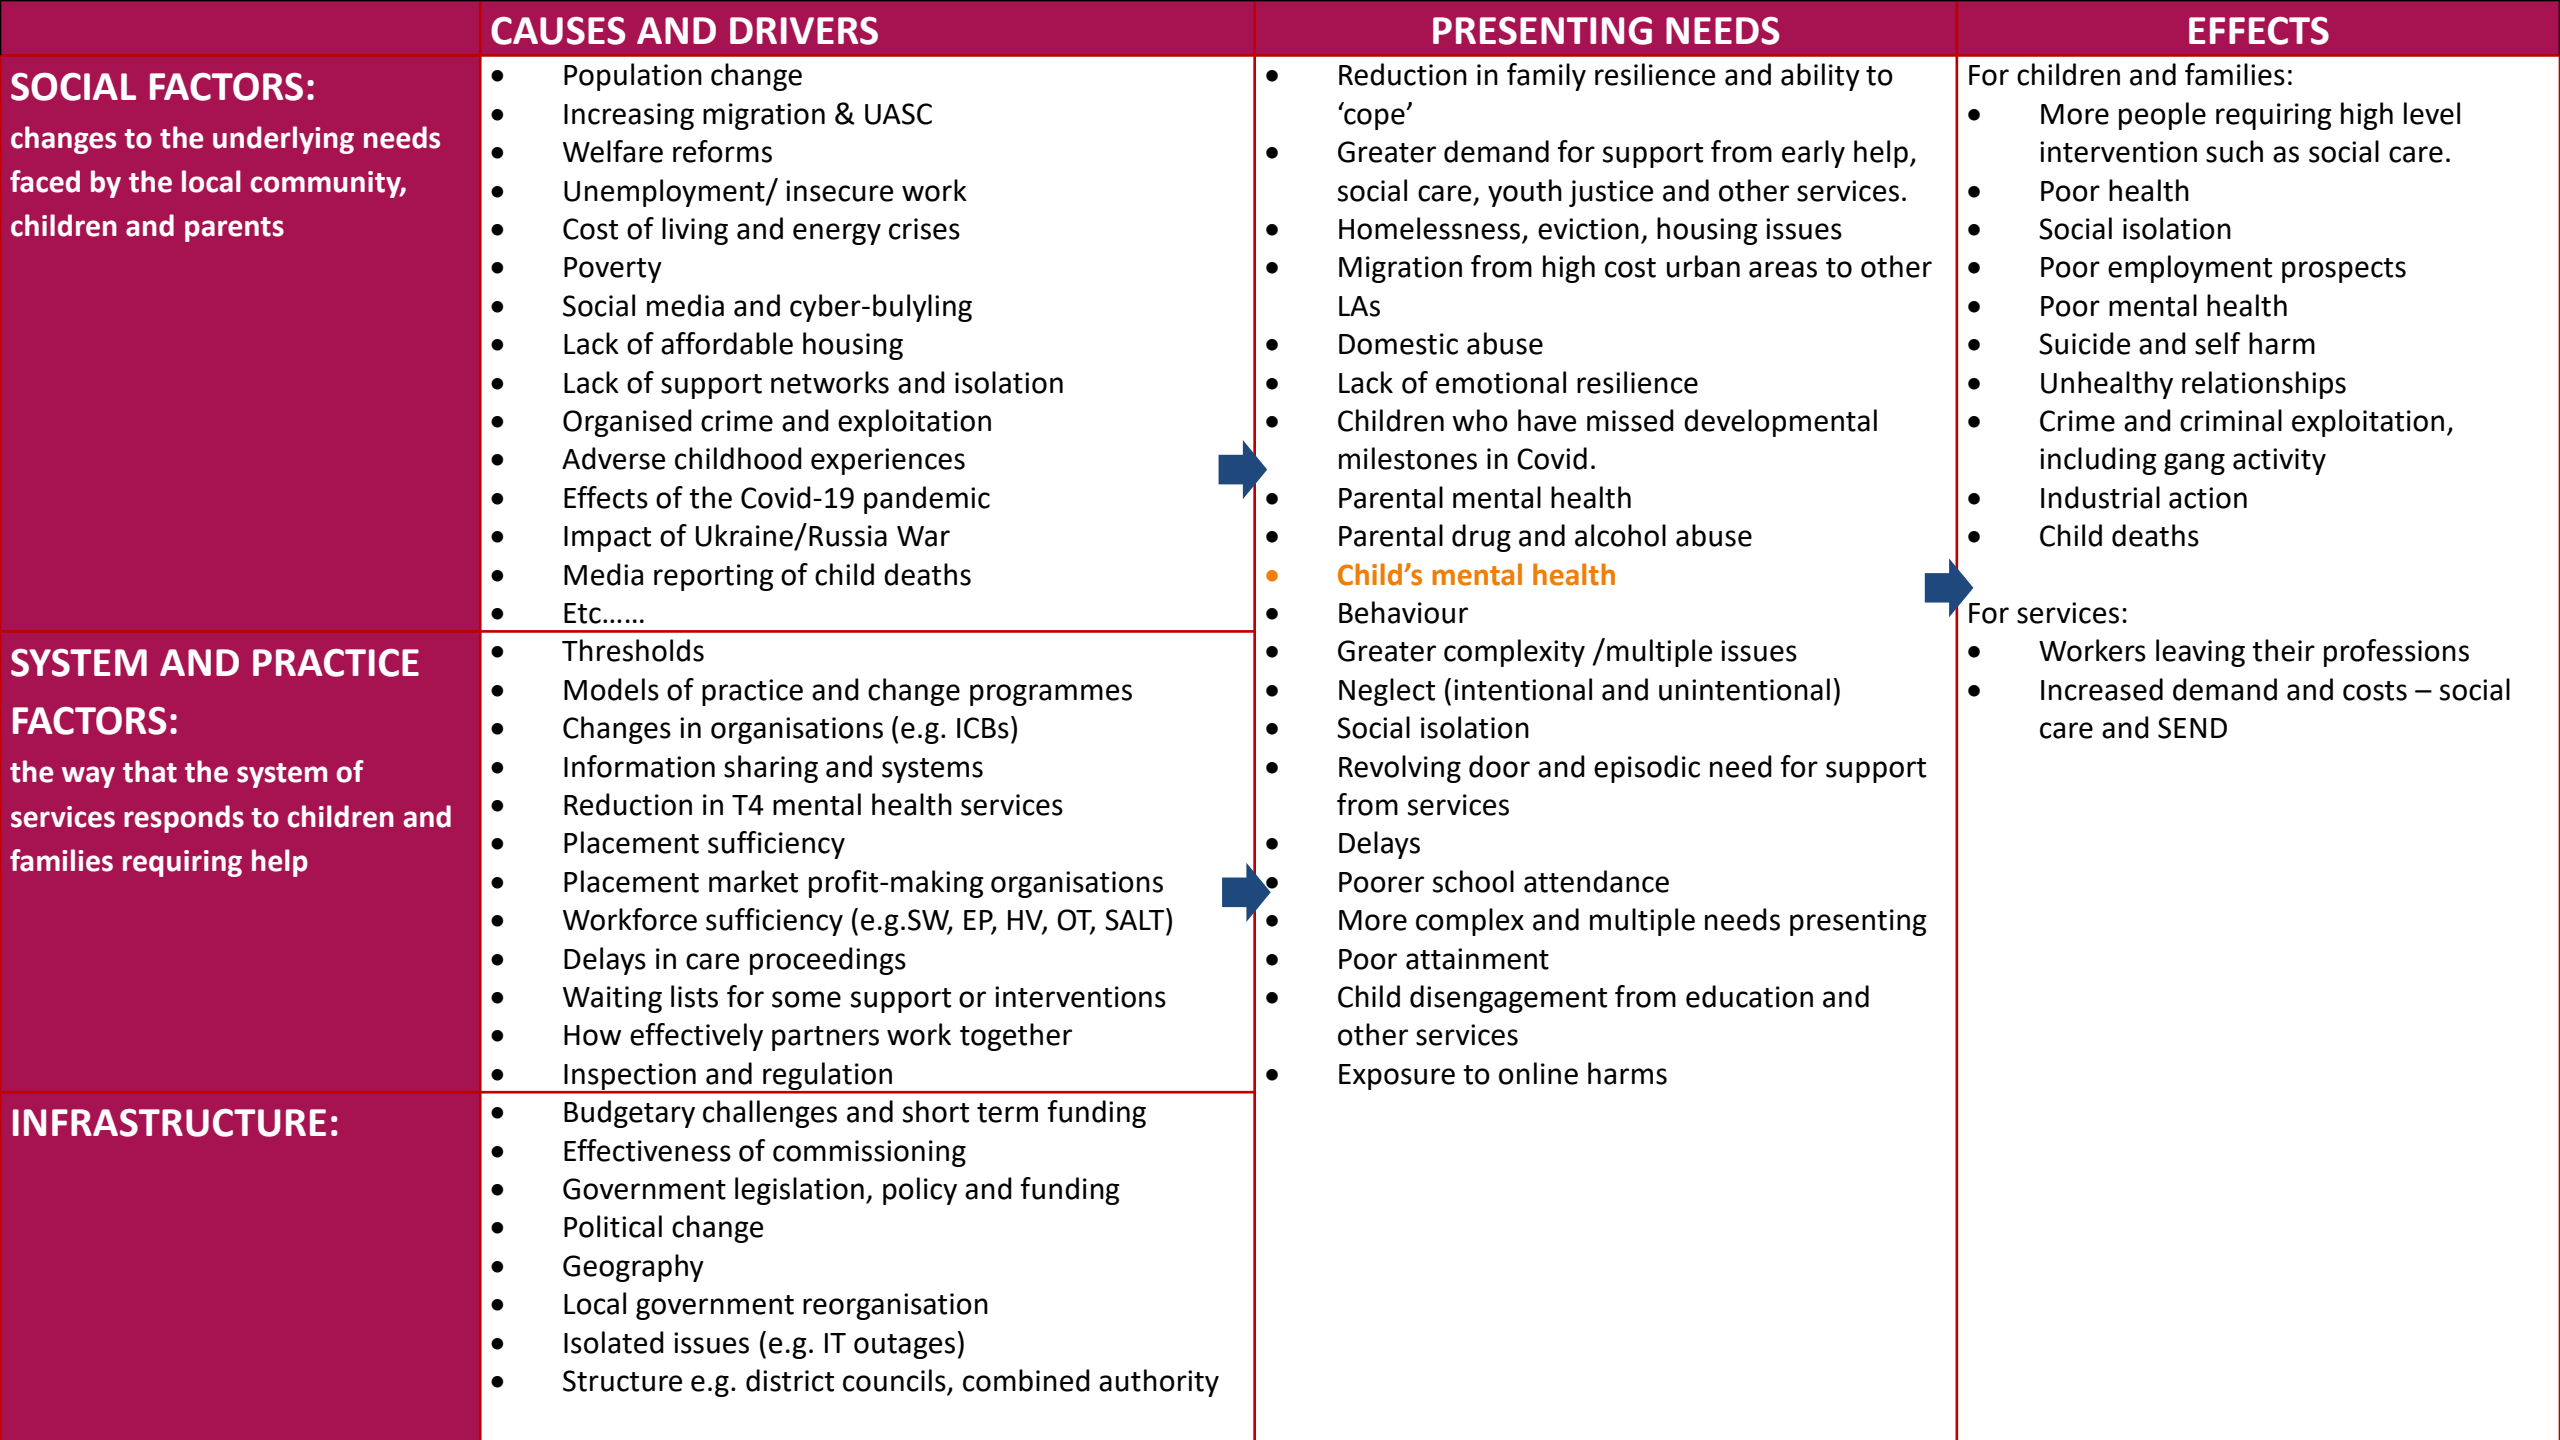 CAUSES AND DRIVERS
PRESENTING NEEDS
EFFECTS
SOCIAL FACTORS:
changes to the underlying needs
faced by the local community,
children and parents
• Population change
• Increasing migration & UASC
• Welfare reforms
• Unemployment/ insecure work
• Cost of living and energy crises
• Poverty
• Social media and cyber-bulyling
• Lack of affordable housing
• Lack of support networks and isolation
• Organised crime and exploitation
• Adverse childhood experiences
• Effects of the Covid-19 pandemic
• Impact of Ukraine/Russia War
• Media reporting of child deaths
• Etc......
SYSTEM AND PRACTICE
FACTORS:
the way that the system of
services responds to children and
families requiring help
• Thresholds
• Models of practice and change programmes
• Changes in organisations (e.g. ICBs)
• Information sharing and systems
• Reduction in T4 mental health services
• Placement sufficiency
• Placement market profit-making organisations
• Workforce sufficiency (e.g.SW, EP, HV, OT, SALT)
• Delays in care proceedings
• Waiting lists for some support or interventions
• How effectively partners work together
• Inspection and regulation
INFRASTRUCTURE:
• Budgetary challenges and short term funding
• Effectiveness of commissioning
• Government legislation, policy and funding
• Political change
• Geography
• Local government reorganisation
• Isolated issues (e.g. IT outages)
• Structure e.g. district councils, combined authority
• Reduction in family resilience and ability to
‘cope’
• Greater demand for support from early help,
social care, youth justice and other services.
• Homelessness, eviction, housing issues
• Migration from high cost urban areas to other
LAs
• Domestic abuse
• Lack of emotional resilience
• Children who have missed developmental
milestones in Covid.
• Parental mental health
• Parental drug and alcohol abuse
• Child’s mental health
• Behaviour
• Greater complexity /multiple issues
• Neglect (intentional and unintentional)
• Social isolation
• Revolving door and episodic need for support
from services
• Delays
• Poorer school attendance
• More complex and multiple needs presenting
• Poor attainment
• Child disengagement from education and
other services
• Exposure to online harms
For children and families:
• More people requiring high level
intervention such as social care.
• Poor health
• Social isolation
• Poor employment prospects
• Poor mental health
• Suicide and self harm
• Unhealthy relationships
• Crime and criminal exploitation,
including gang activity
• Industrial action
• Child deaths
For services:
• Workers leaving their professions
• Increased demand and costs – social
care and SEND